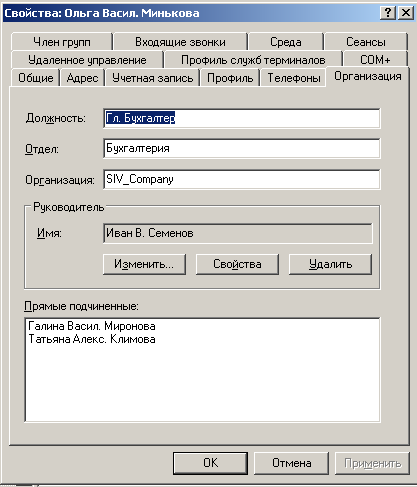 Свойства: Ольга Васил. Минькова
Член групп Входящие звонки Среда Сеансы
Удаленное управление Профиль служб терминалов COM+
Общие Адрес Учетная запись Профиль Телефоны Организация
Должность: Гл. Бухгалтер
Отдел: Бухгалтерия
Организация: SIV_Company
Руководитель
Имя: Иван В. Семенов
Изменить... Свойства Удалить
Прямые подчиненные:
Галина Васил. Миронова
Татьяна Алекс. Климова
OK Отмена Применить